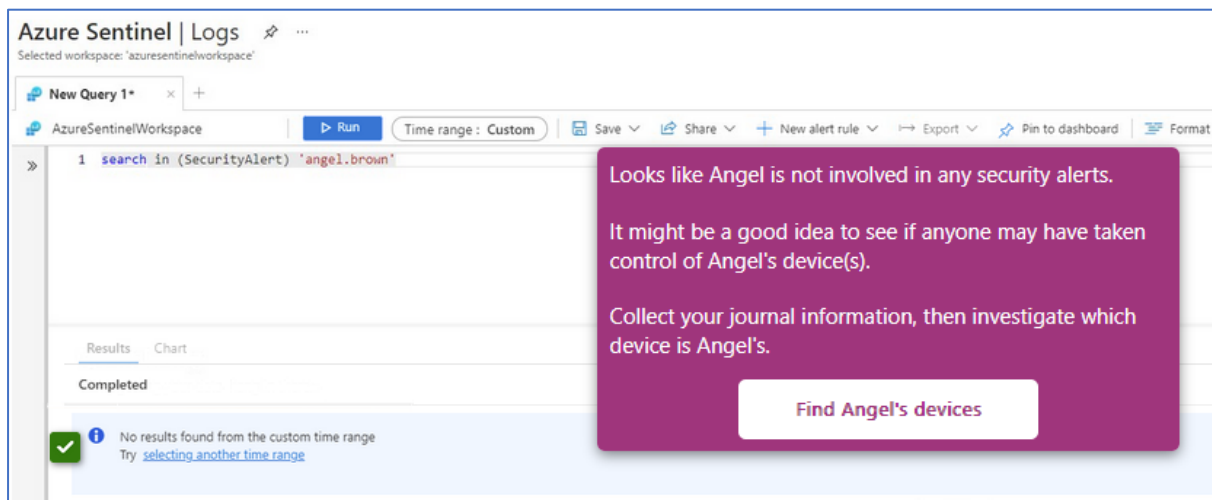 Azure Sentinel | Logs ...
Selected workspace: 'azuresentinelworkspace'
New Query 1* × +
AzureSentinelWorkspace Run Time range : Custom Save Share New alert rule Export Pin to dashboard Format
1 search in (SecurityAlert) 'angel.brown'
Looks like Angel is not involved in any security alerts.
It might be a good idea to see if anyone may have taken
control of Angel's device(s).
Collect your journal information, then investigate which
device is Angel's.
Find Angel's devices
Results Chart
Completed
No results found from the custom time range
Try selecting another time range